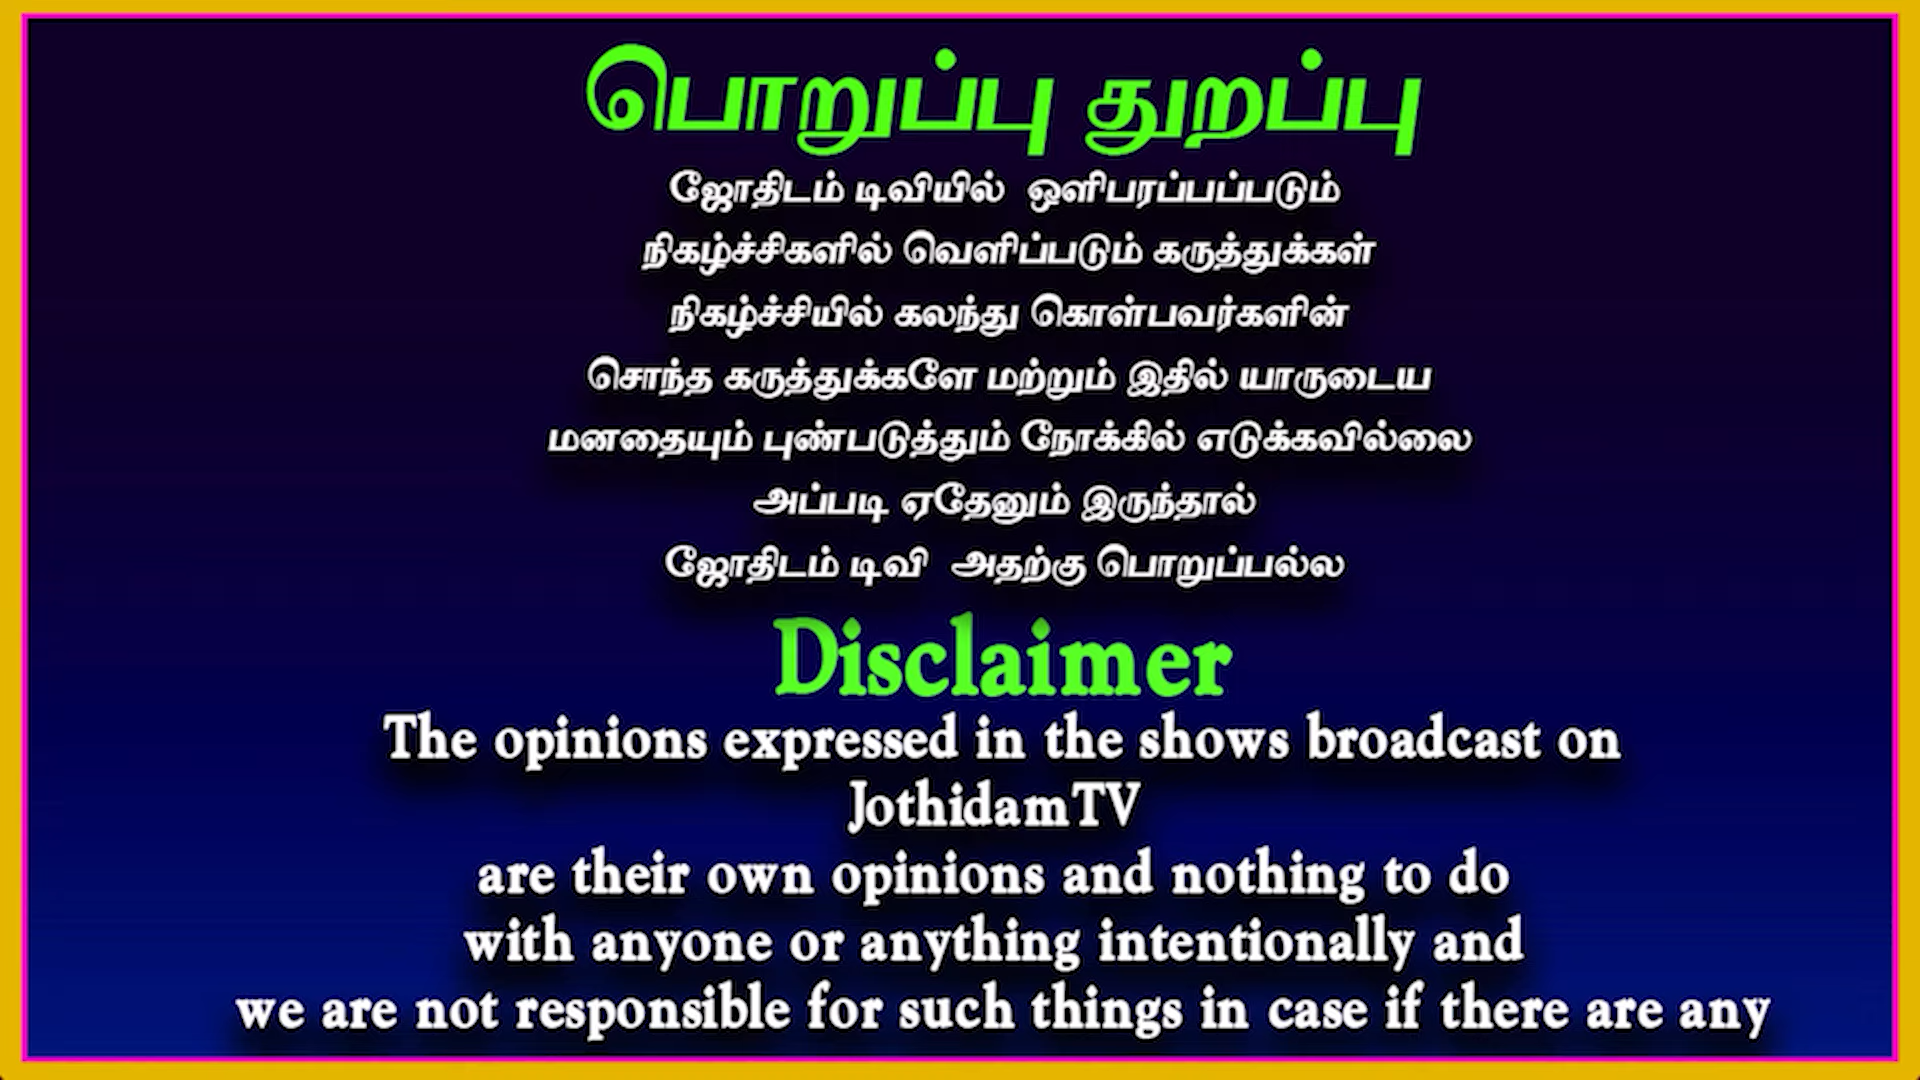 பொறுப்பு துறப்பு
ஜோதிடம் டிவியில் ஒளிபரப்பப்படும்
நிகழ்ச்சிகளில் வெளிப்படும் கருத்துக்கள்
நிகழ்ச்சியில் கலந்து கொள்பவர்களின்
சொந்த கருத்துக்களே மற்றும் இதில் யாருடைய
மனதையும் புண்படுத்தும் நோக்கில் எடுக்கவில்லை
அப்படி ஏதேனும் இருந்தால்
ஜோதிடம் டிவி அதற்கு பொறுப்பல்ல
Disclaimer
The opinions expressed in the shows broadcast on
JothidamTV
are their own opinions and nothing to do
with anyone or anything intentionally and
we are not responsible for such things in case if there are any